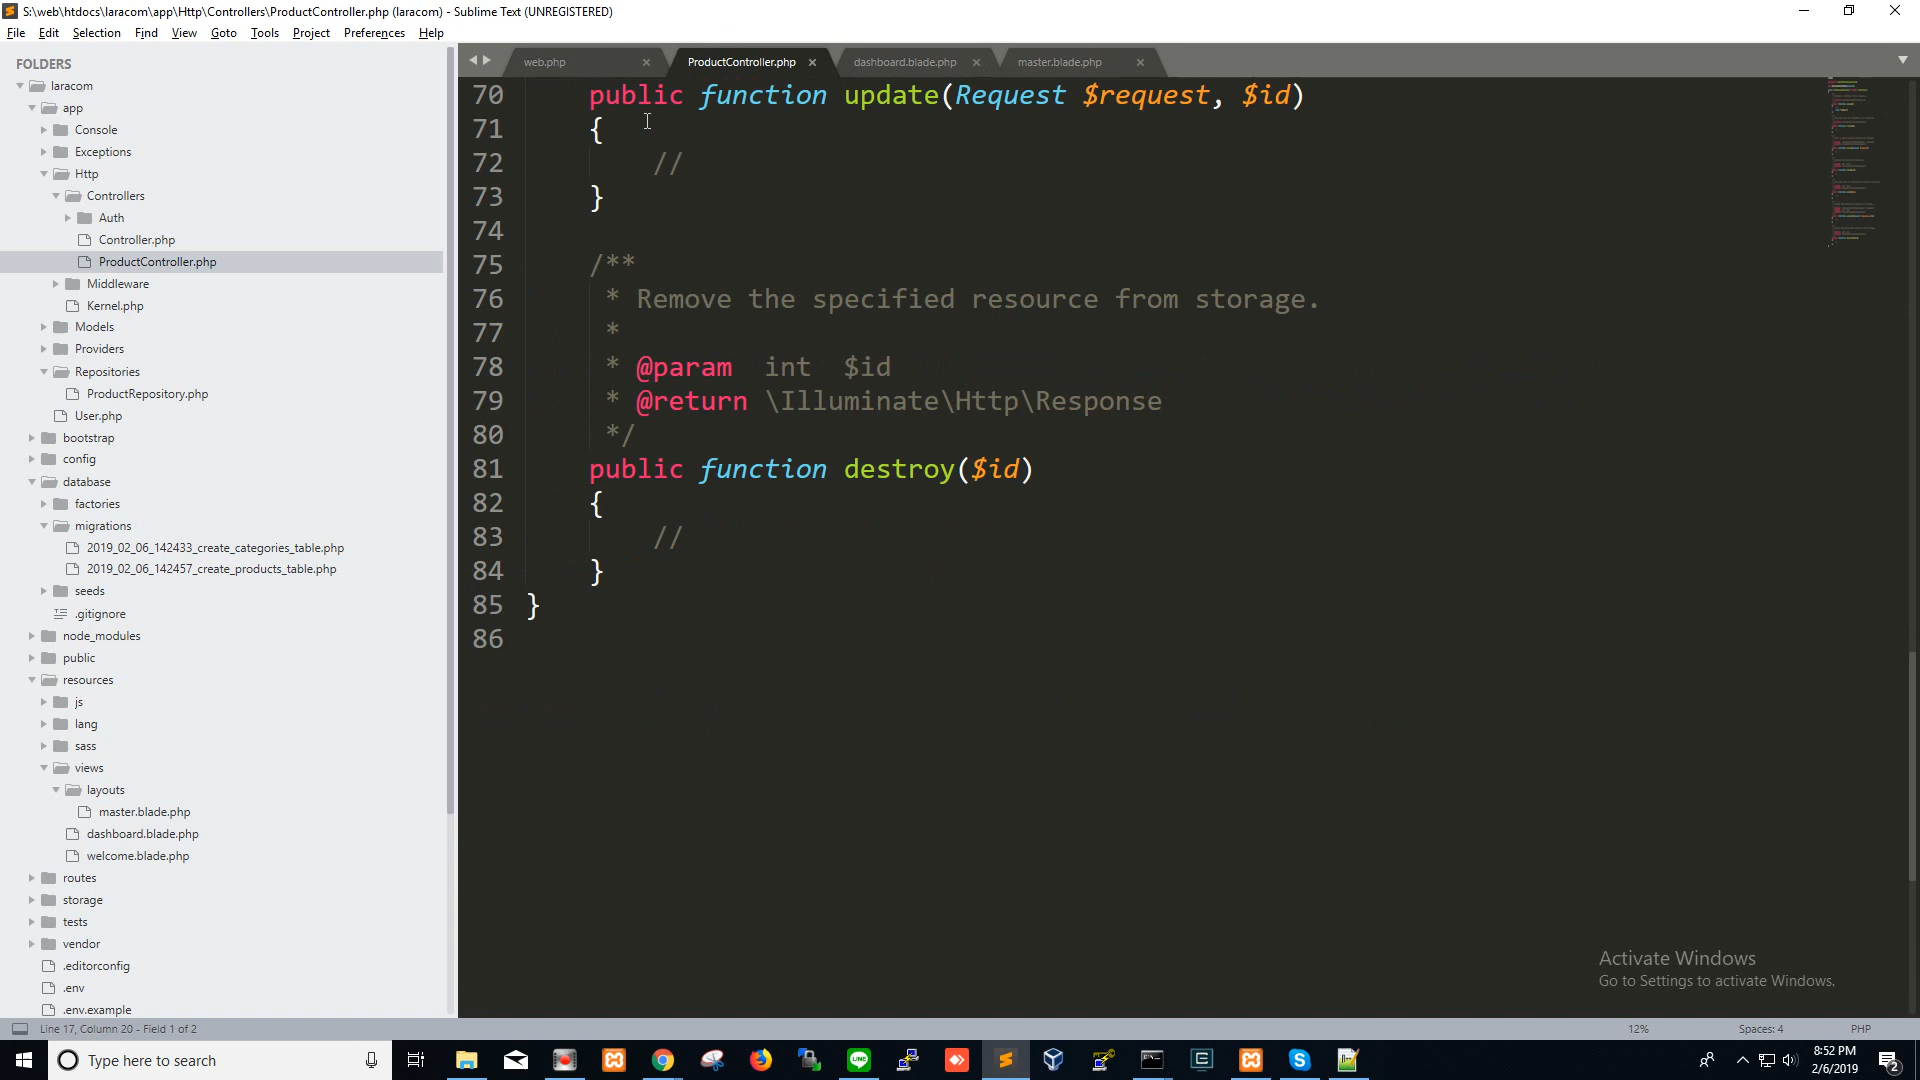 S:\web\htdocs\laracom\app\Http\Controllers\ProductController.php (laracom) - Sublime Text (UNREGISTERED)
File Edit Selection Find View Goto Tools Project Preferences Help
FOLDERS
laracom
app
Console
Exceptions
Http
Controllers
Auth
Controller.php
ProductController.php
Middleware
Kernel.php
Models
Providers
Repositories
ProductRepository.php
User.php
bootstrap
config
database
factories
migrations
2019_02_06_142433_create_categories_table.php
2019_02_06_142457_create_products_table.php
seeds
.gitignore
node_modules
public
resources
js
lang
sass
views
layouts
master.blade.php
dashboard.blade.php
welcome.blade.php
routes
storage
tests
vendor
.editorconfig
.env
.env.example
web.php ProductController.php dashboard.blade.php master.blade.php
70 public function update(Request $request, $id)
71 {
72 //
73 }
74
75 /**
76 * Remove the specified resource from storage.
77 *
78 * @param int $id
79 * @return \Illuminate\Http\Response
80 */
81 public function destroy($id)
82 {
83 //
84 }
85 }
86
Activate Windows
Go to Settings to activate Windows.
Line 17, Column 20 - Field 1 of 2 12% Spaces: 4 PHP
Type here to search
8:52 PM
2/6/2019
2